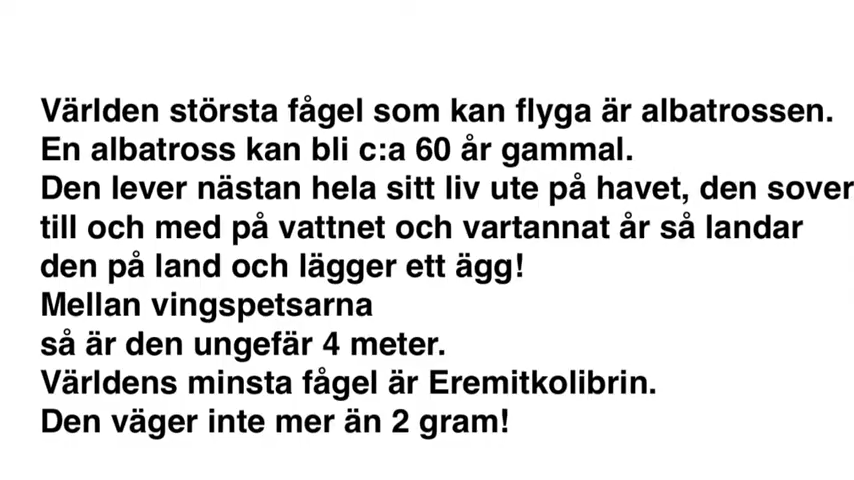 Världen största fågel som kan flyga är albatrossen.
En albatross kan bli c:a 60 år gammal.
Den lever nästan hela sitt liv ute på havet, den sover
till och med på vattnet och vartannat år så landar
den på land och lägger ett ägg!
Mellan vingspetsarna
så är den ungefär 4 meter.
Världens minsta fågel är Eremitkolibrin.
Den väger inte mer än 2 gram!